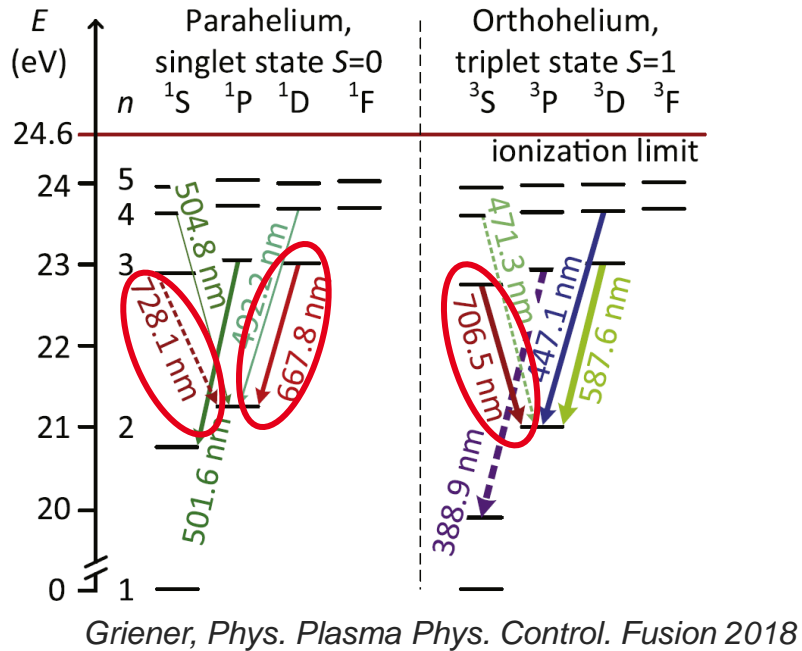 E
(eV)
Parahelium,
singlet state S=0
Orthohelium,
triplet state S=1
n
¹S
¹P
¹D
¹F
³S
³P
³D
³F
24.6
ionization limit
24
23
22
21
20
0
5
4
3
2
1
504.8 nm
492.2 nm
728.1 nm
667.8 nm
501.6 nm
471.3 nm
706.5 nm
447.1 nm
587.6 nm
388.9 nm
Griener, Phys. Plasma Phys. Control. Fusion 2018